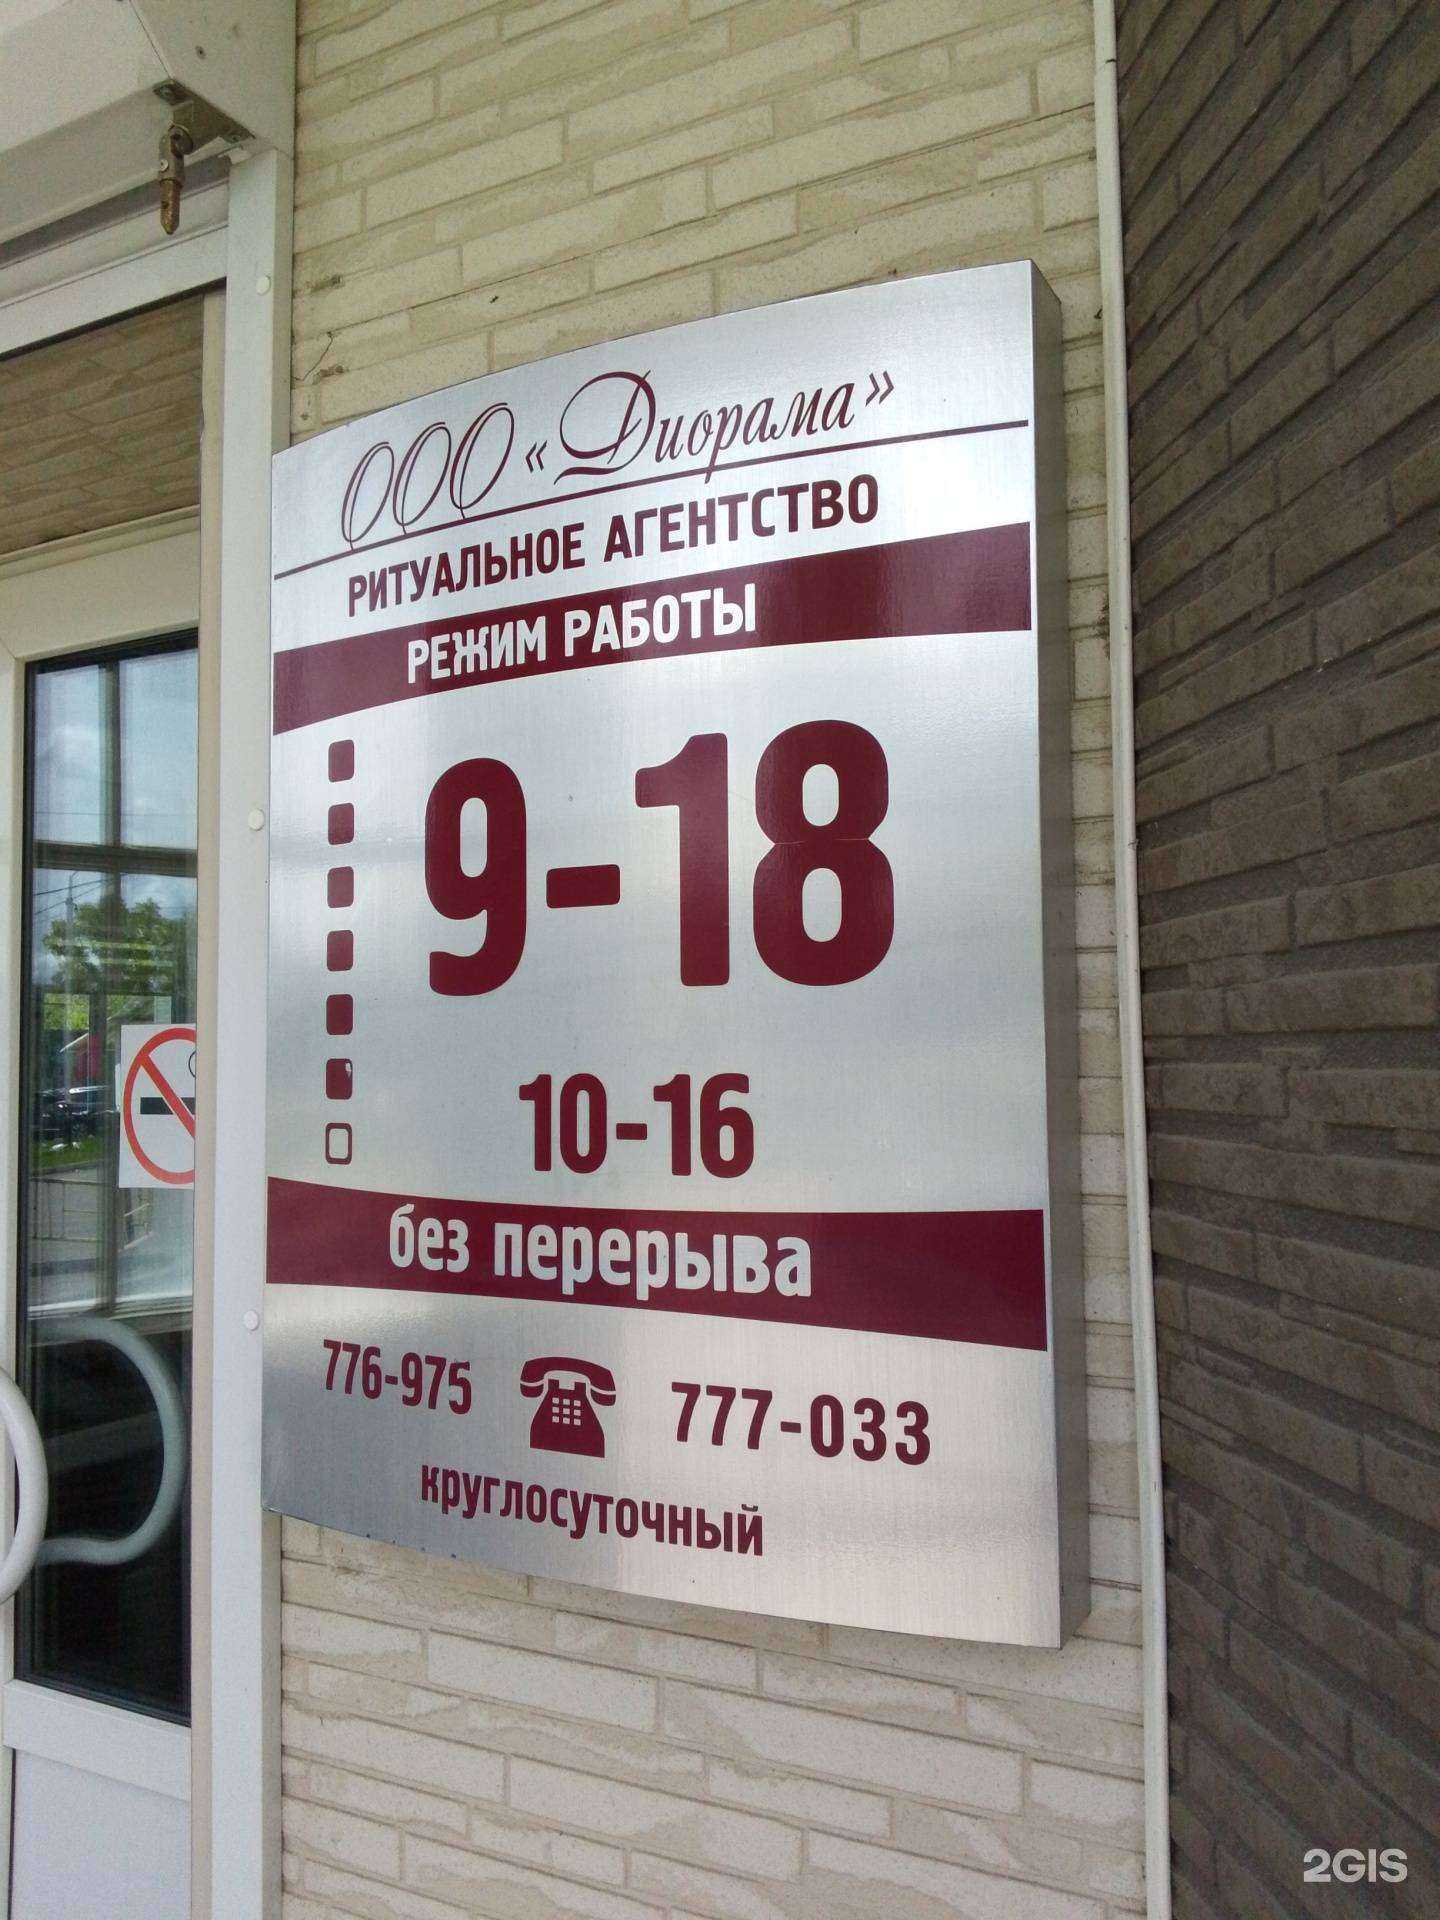 ООО «Диорама»
РИТУАЛЬНОЕ АГЕНТСТВО
РЕЖИМ РАБОТЫ
9-18
10-16
без перерыва
776-975 777-033
круглосуточный
2GIS